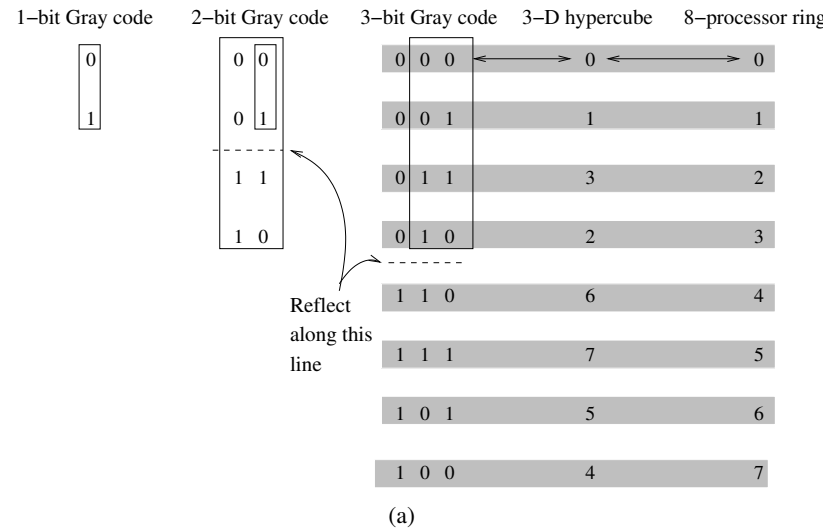 1−bit Gray code 2−bit Gray code 3−bit Gray code 3−D hypercube 8−processor ring
0 0 0 0 0 0 0 0
1 0 1 0 0 1 1 1
1 1 0 1 1 3 2
1 0 0 1 0 2 3
Reflect along this line
1 1 0 6 4
1 1 1 7 5
1 0 1 5 6
1 0 0 4 7
(a)